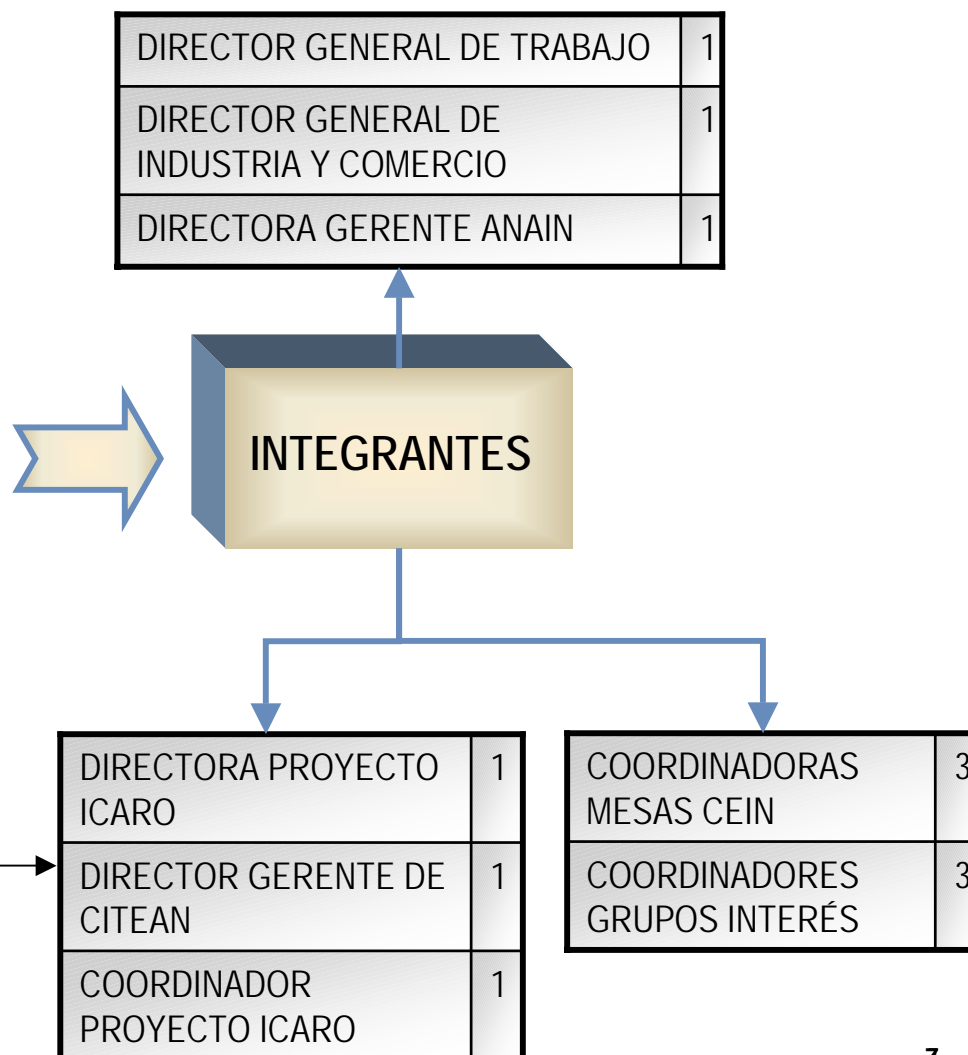 DIRECTOR GENERAL DE TRABAJO 1
DIRECTOR GENERAL DE 1
INDUSTRIA Y COMERCIO
DIRECTORA GERENTE ANAIN 1
INTEGRANTES
DIRECTORA PROYECTO 1
ICARO
DIRECTOR GERENTE DE 1
CITEAN
COORDINADOR 1
PROYECTO ICARO
COORDINADORAS 3
MESAS CEIN
COORDINADORES 3
GRUPOS INTERÉS